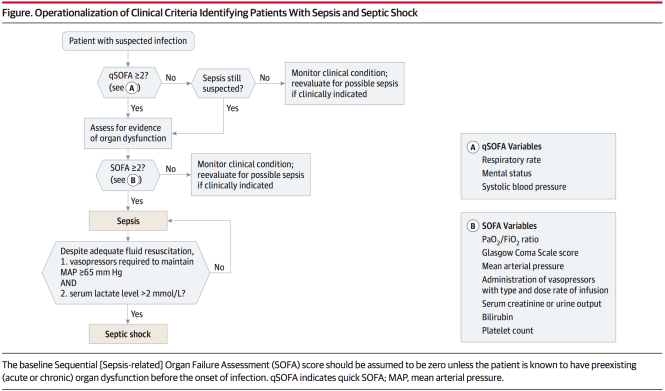 Figure. Operationalization of Clinical Criteria Identifying Patients With Sepsis and Septic Shock
Patient with suspected infection
qSOFA ≥2?
(see A)
No
Sepsis still
suspected?
No
Monitor clinical condition;
reevaluate for possible sepsis
if clinically indicated
Yes
Yes
Assess for evidence
of organ dysfunction
SOFA ≥2?
(see B)
No
Monitor clinical condition;
reevaluate for possible sepsis
if clinically indicated
Yes
Sepsis
Despite adequate fluid resuscitation,
1. vasopressors required to maintain
MAP ≥65 mm Hg
AND
2. serum lactate level >2 mmol/L?
No
Yes
Septic shock
A qSOFA Variables
Respiratory rate
Mental status
Systolic blood pressure
B SOFA Variables
PaO2/FiO2 ratio
Glasgow Coma Scale score
Mean arterial pressure
Administration of vasopressors
with type and dose rate of infusion
Serum creatinine or urine output
Bilirubin
Platelet count
The baseline Sequential [Sepsis-related] Organ Failure Assessment (SOFA) score should be assumed to be zero unless the patient is known to have preexisting
(acute or chronic) organ dysfunction before the onset of infection. qSOFA indicates quick SOFA; MAP, mean arterial pressure.